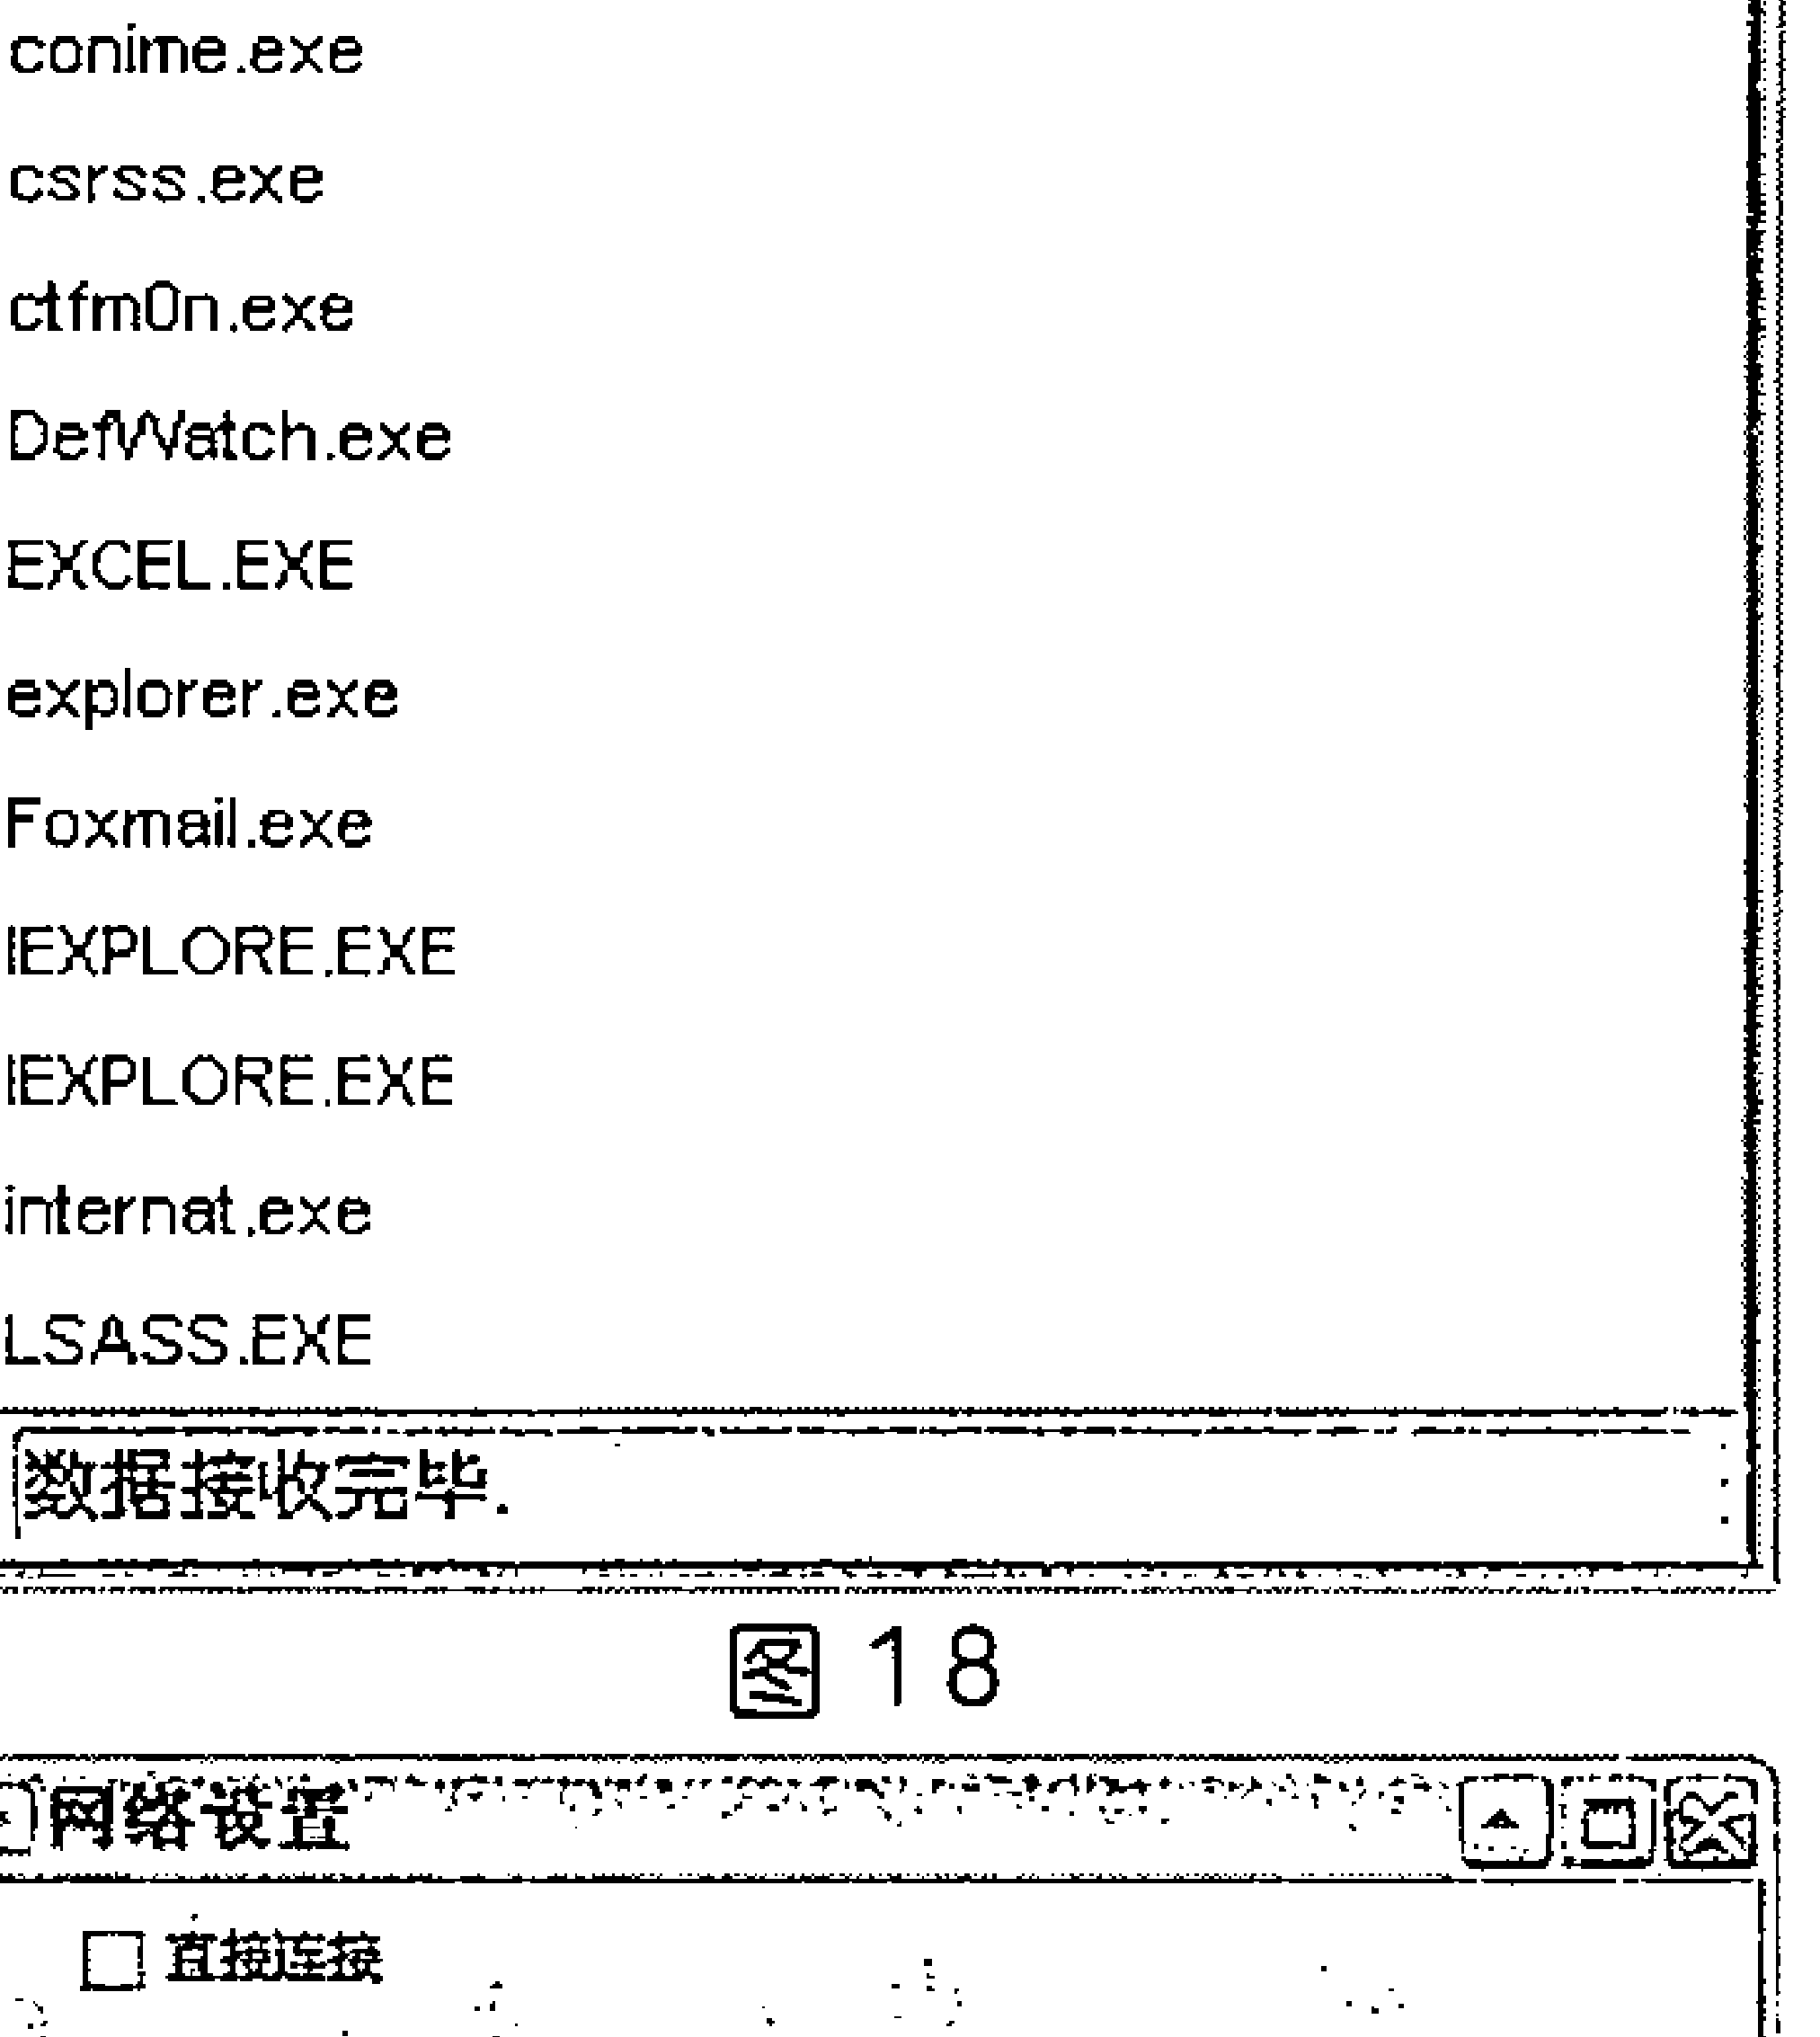 conime.exe
csrss.exe
ctfm0n.exe
DefWatch.exe
EXCEL.EXE
explorer.exe
Foxmail.exe
IEXPLORE.EXE
IEXPLORE.EXE
internat.exe
LSASS.EXE
数据接收完毕.
图 18
网络设置
直接连接